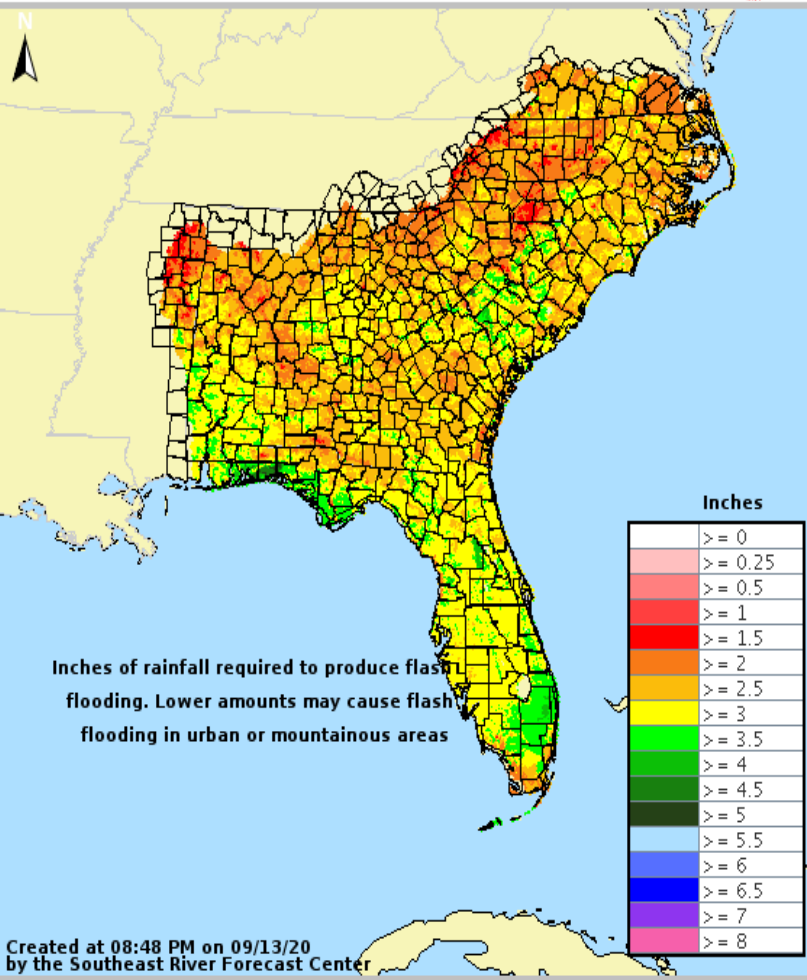 N
Inches
>= 0
>= 0.25
>= 0.5
>= 1
>= 1.5
>= 2
>= 2.5
>= 3
>= 3.5
>= 4
>= 4.5
>= 5
>= 5.5
>= 6
>= 6.5
>= 7
>= 8
Inches of rainfall required to produce flash
flooding. Lower amounts may cause flash
flooding in urban or mountainous areas
Created at 08:48 PM on 09/13/20
by the Southeast River Forecast Center